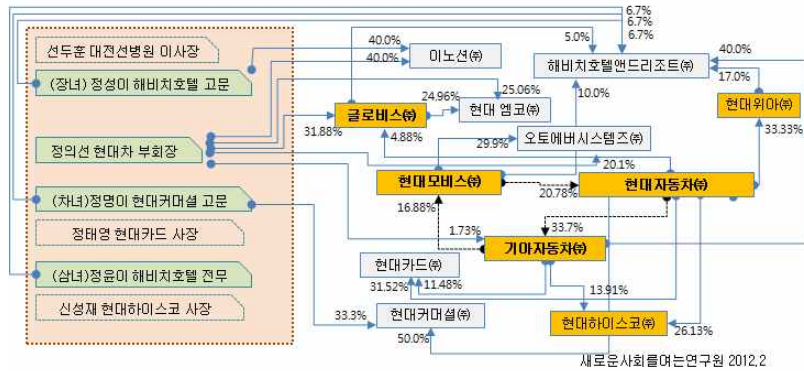 6.7%
6.7%
6.7%
선두훈 대전선병원 이사장
40.0%
40.0%
이노션㈜
5.0%
해비치호텔앤드리조트㈜
40.0%
17.0%
(장녀) 정성이 해비치호텔 고문
10.0%
24.96%
25.06%
현대 엠코㈜
글로비스㈜
31.88%
4.88%
현대위아㈜
33.33%
오토에버시스템즈㈜
29.9%
20.1%
정의선 현대차 부회장
현대모비스㈜
20.78%
현대자동차㈜
16.88%
(차녀)정명이 현대커머셜 고문
1.73%
33.7%
정태영 현대카드 사장
기아자동차㈜
현대카드㈜
31.52%
11.48%
13.91%
(삼녀)정윤이 해비치호텔 전무
신성재 현대하이스코 사장
33.3%
현대커머셜㈜
50.0%
현대하이스코㈜
26.13%
새로운사회를여는연구원 2012,2